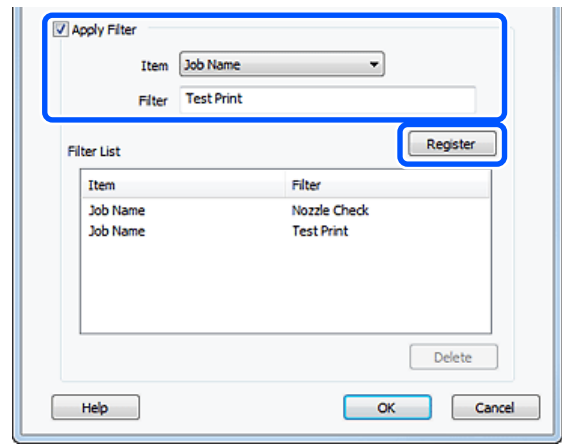 Apply Filter
Item Job Name
Filter Test Print
Register
Filter List
Item Filter
Job Name Nozzle Check
Job Name Test Print
Delete
Help OK Cancel